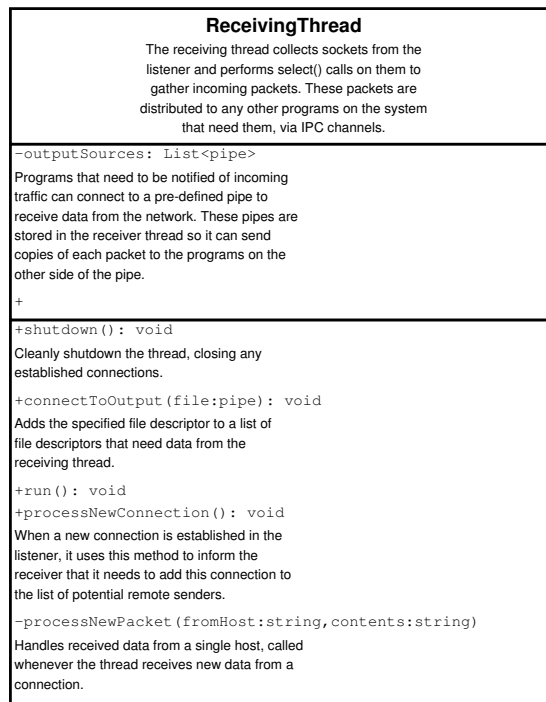 ReceivingThread
The receiving thread collects sockets from the
listener and performs select() calls on them to
gather incoming packets. These packets are
distributed to any other programs on the system
that need them, via IPC channels.
-outputSources: List<pipe>
Programs that need to be notified of incoming
traffic can connect to a pre-defined pipe to
receive data from the network. These pipes are
stored in the receiver thread so it can send
copies of each packet to the programs on the
other side of the pipe.
+
+shutdown(): void
Cleanly shutdown the thread, closing any
established connections.
+connectToOutput(file:pipe): void
Adds the specified file descriptor to a list of
file descriptors that need data from the
receiving thread.
+run(): void
+processNewConnection(): void
When a new connection is established in the
listener, it uses this method to inform the
receiver that it needs to add this connection to
the list of potential remote senders.
-processNewPacket(fromHost:string,contents:string)
Handles received data from a single host, called
whenever the thread receives new data from a
connection.